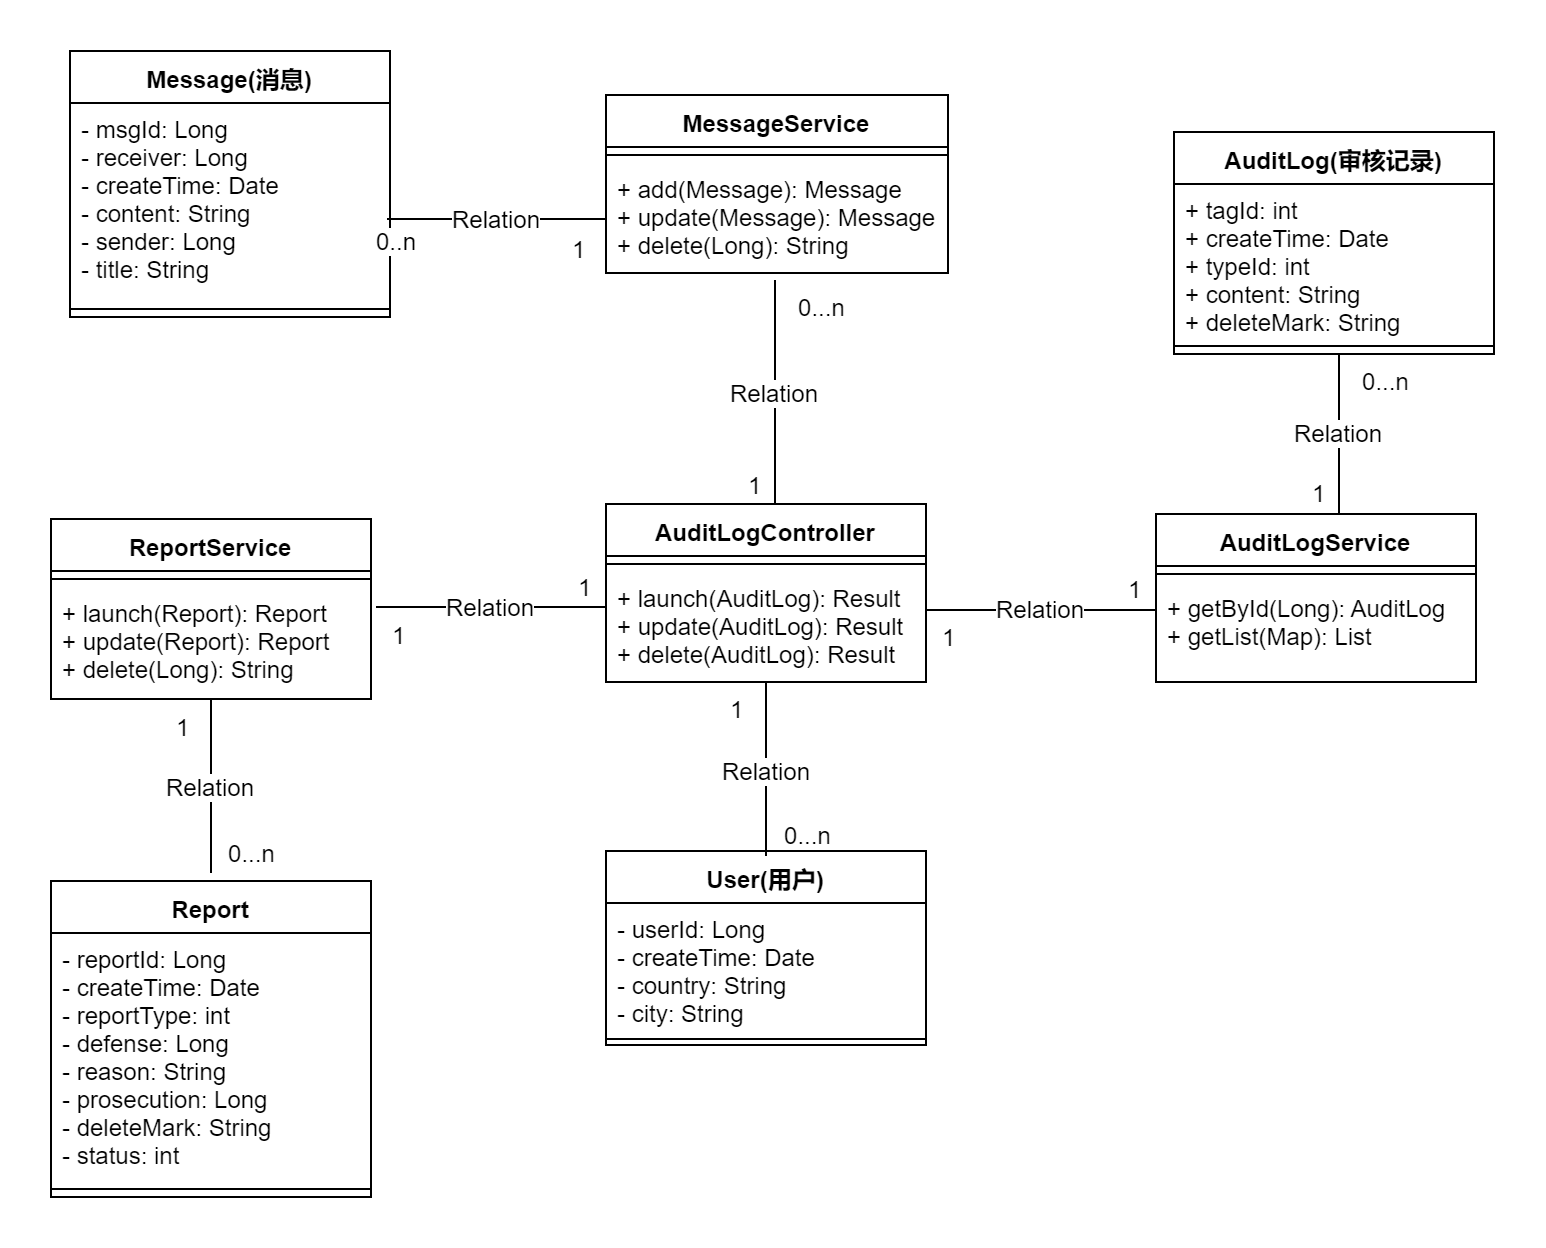 Message(消息)
- msgId: Long
- receiver: Long
- createTime: Date
- content: String
- sender: Long
- title: String
0..n
Relation
1
MessageService
+ add(Message): Message
+ update(Message): Message
+ delete(Long): String
0...n
Relation
1
AuditLog(审核记录)
+ tagId: int
+ createTime: Date
+ typeId: int
+ content: String
+ deleteMark: String
0...n
Relation
1
ReportService
+ launch(Report): Report
+ update(Report): Report
+ delete(Long): String
1
Relation
1
AuditLogController
+ launch(AuditLog): Result
+ update(AuditLog): Result
+ delete(AuditLog): Result
1
Relation
1
AuditLogService
+ getById(Long): AuditLog
+ getList(Map): List
1
Relation
0...n
Report
- reportId: Long
- createTime: Date
- reportType: int
- defense: Long
- reason: String
- prosecution: Long
- deleteMark: String
- status: int
1
Relation
0...n
User(用户)
- userId: Long
- createTime: Date
- country: String
- city: String